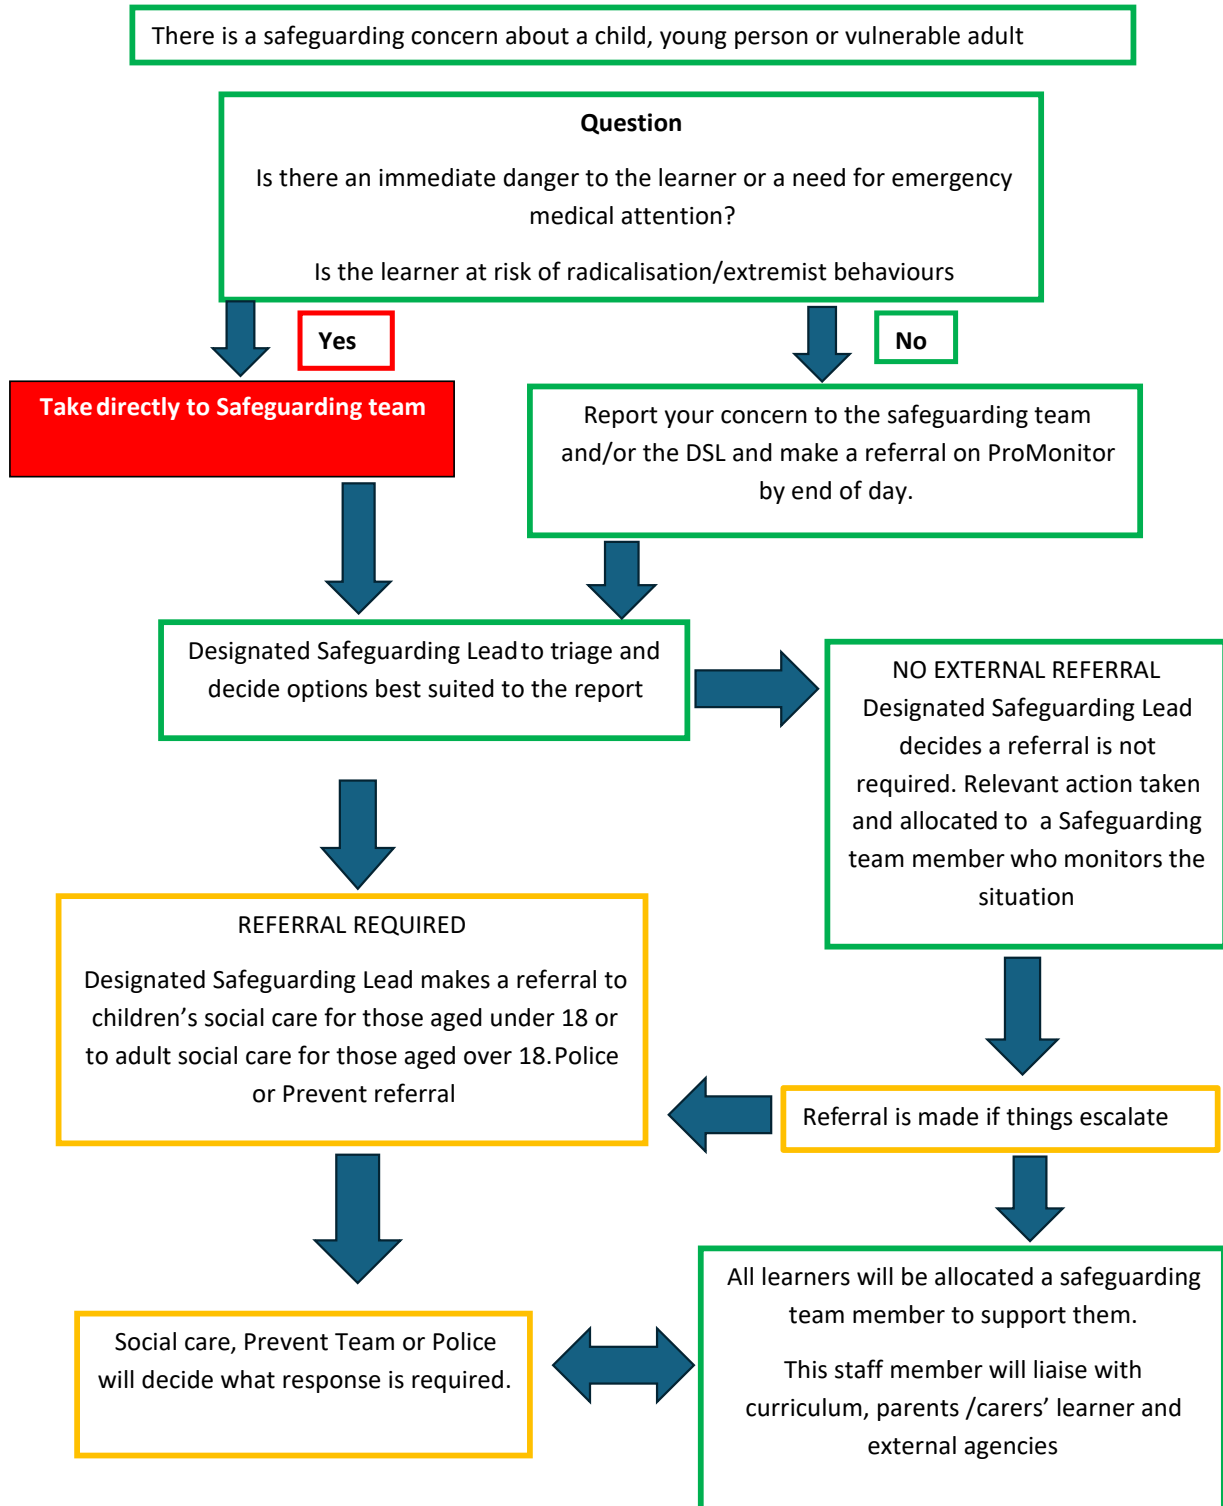 There is a safeguarding concern about a child, young person or vulnerable adult
Question
Is there an immediate danger to the learner or a need for emergency
medical attention?
Is the learner at risk of radicalisation/extremist behaviours
Yes
No
Take directly to Safeguarding team
Report your concern to the safeguarding team
and/or the DSL and make a referral on ProMonitor
by end of day.
Designated Safeguarding Lead to triage and
decide options best suited to the report
NO EXTERNAL REFERRAL
Designated Safeguarding Lead
decides a referral is not
required. Relevant action taken
and allocated to a Safeguarding
team member who monitors the
situation
REFERRAL REQUIRED
Designated Safeguarding Lead makes a referral to
children’s social care for those aged under 18 or
to adult social care for those aged over 18.Police
or Prevent referral
Referral is made if things escalate
Social care, Prevent Team or Police
will decide what response is required.
All learners will be allocated a safeguarding
team member to support them.
This staff member will liaise with
curriculum, parents /carers’ learner and
external agencies